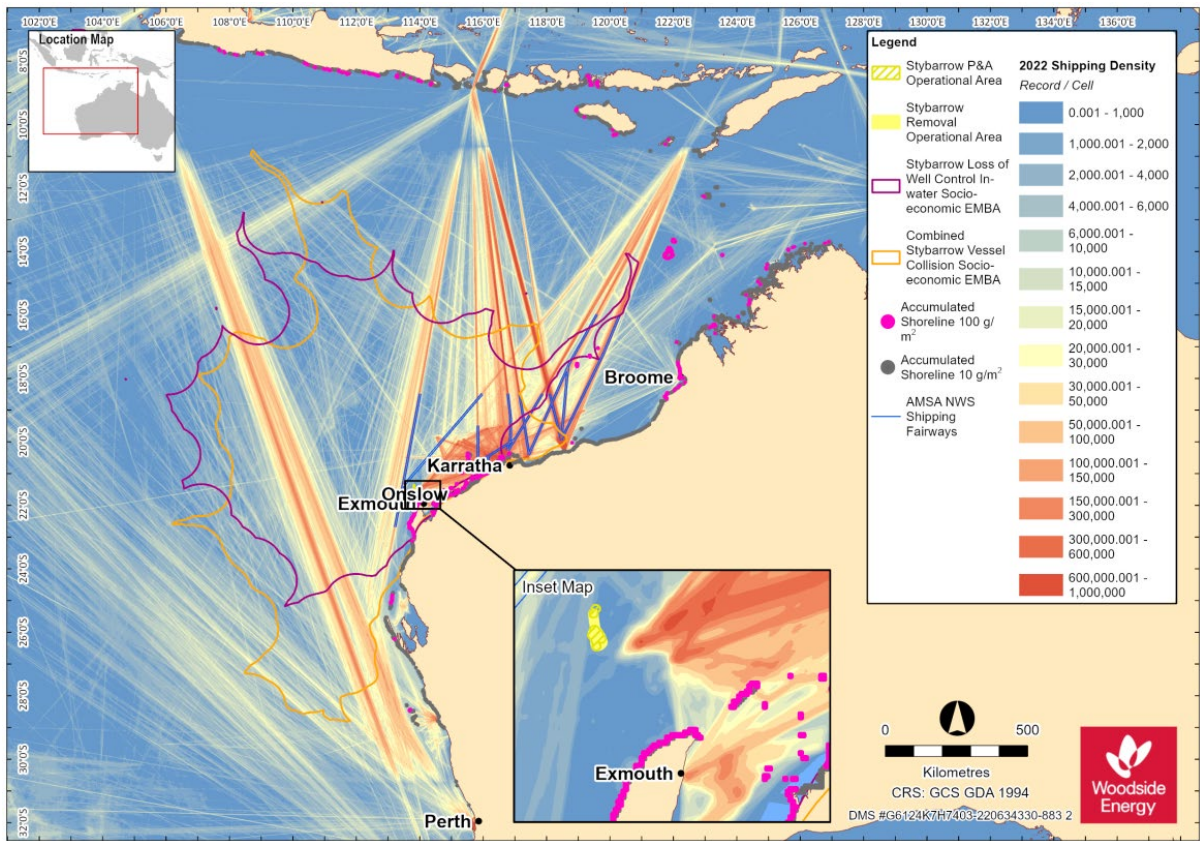 102°0'E 104°0'E 106°0'E 108°0'E 110°0'E 112°0'E 114°0'E 116°0'E 118°0'E 120°0'E 122°0'E 124°0'E 126°0'E 128°0'E 130°0'E 132°0'E 134°0'E 136°0'E
Location Map
8°0'S
10°0'S
12°0'S
14°0'S
16°0'S
18°0'S
20°0'S
22°0'S
24°0'S
26°0'S
28°0'S
30°0'S
32°0'S
Broome
Karratha
Onslow
Exmouth
Perth
Inset Map
Exmouth
Legend
Stybarrow P&A
Operational Area
Stybarrow
Removal
Operational Area
Stybarrow Loss of
Well Control In-
water Socio-
economic EMBA
Combined
Stybarrow Vessel
Collision Socio-
economic EMBA
Accumulated
Shoreline 100 g/
m²
Accumulated
Shoreline 10 g/m²
AMSA NWS
Shipping
Fairways
2022 Shipping Density
Record / Cell
0.001 - 1,000
1,000.001 - 2,000
2,000.001 - 4,000
4,000.001 - 6,000
6,000.001 -
10,000
10,000.001 -
15,000
15,000.001 -
20,000
20,000.001 -
30,000
30,000.001 -
50,000
50,000.001 -
100,000
100,000.001 -
150,000
150,000.001 -
300,000
300,000.001 -
600,000
600,000.001 -
1,000,000
0 500
Kilometres
CRS: GCS GDA 1994
DMS #G6124K7H7403-220634330-883 2
Woodside
Energy